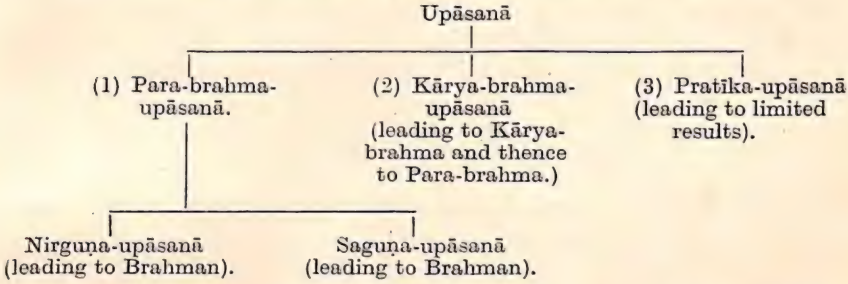 Upāsanā
(1) Para-brahma-
upāsanā.
(2) Kārya-brahma-
upāsanā
(leading to Kārya-
brahma and thence
to Para-brahma.)
(3) Pratīka-upāsanā
(leading to limited
results).
Nirguṇa-upāsanā
(leading to Brahman).
Saguṇa-upāsanā
(leading to Brahman).